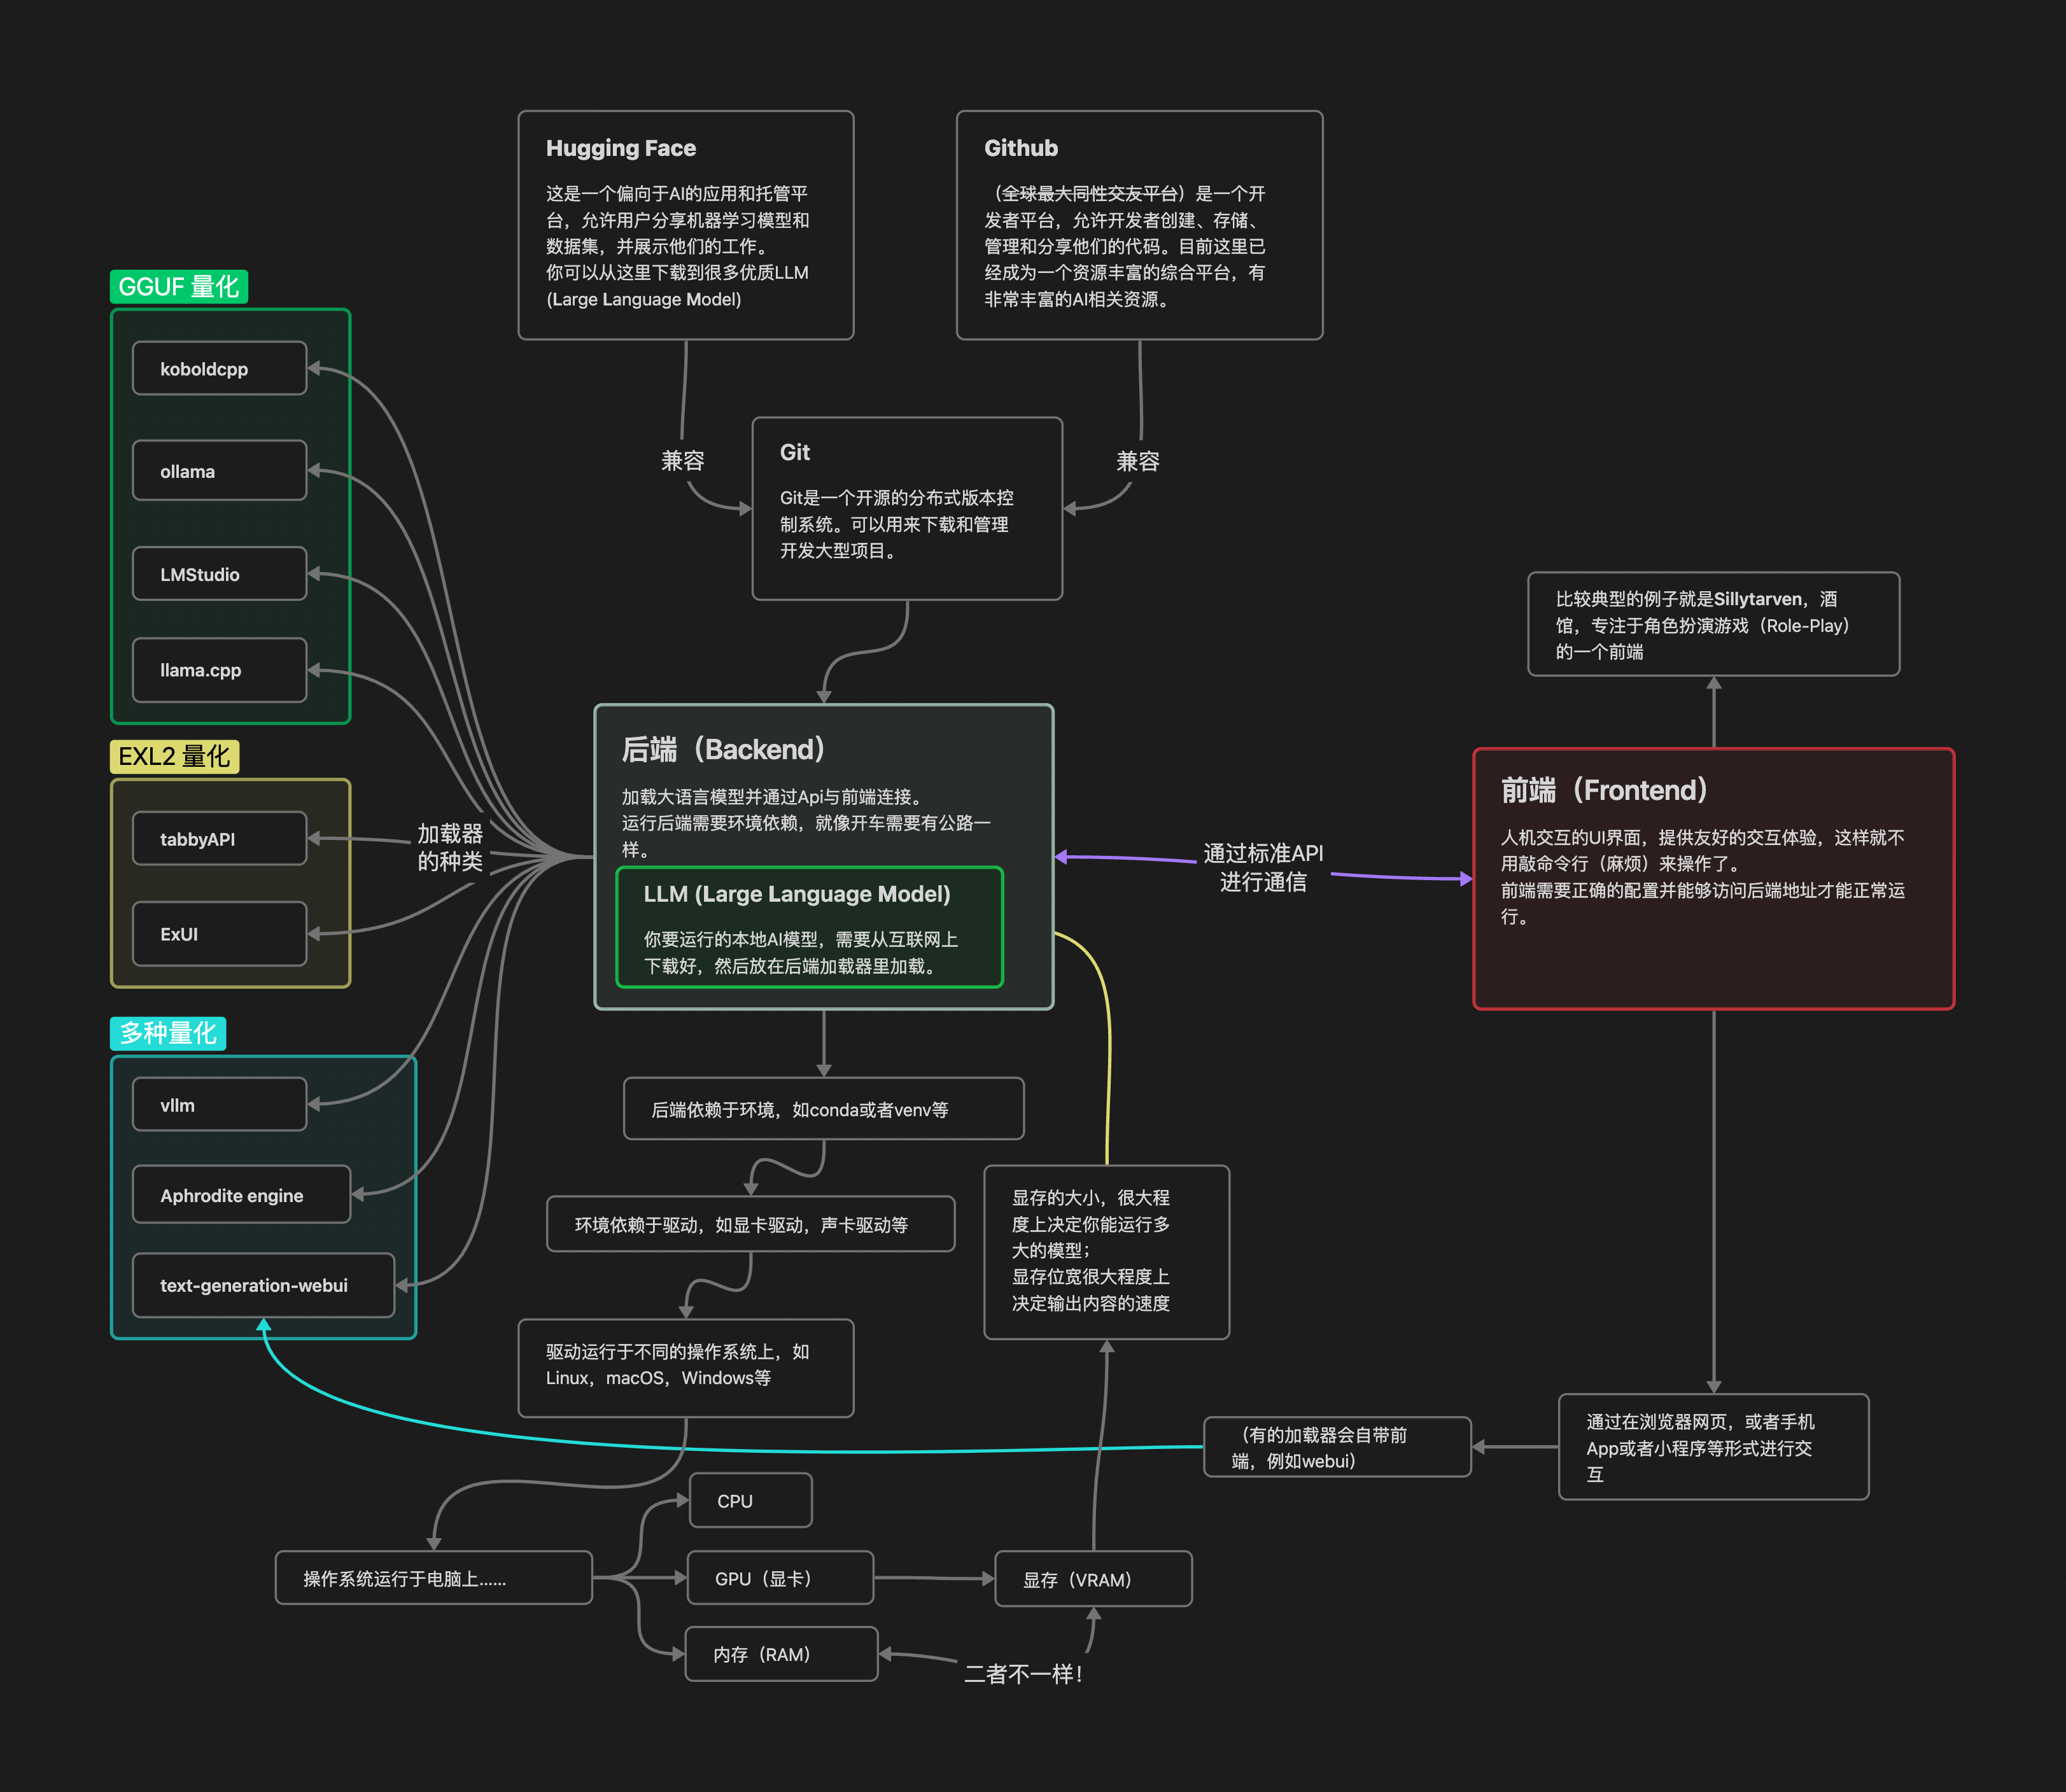 Hugging Face
这是一个偏向于AI的应用和托管平
台，允许用户分享机器学习模型和
数据集，并展示他们的工作。
你可以从这里下载到很多优质LLM
(Large Language Model)
Github
（全球最大同性交友平台）是一个开
发者平台，允许开发者创建、存储、
管理和分享他们的代码。目前这里已
经成为一个资源丰富的综合平台，有
非常丰富的AI相关资源。
兼容
兼容
Git
Git是一个开源的分布式版本控
制系统。可以用来下载和管理
开发大型项目。
GGUF 量化
koboldcpp
ollama
LMStudio
llama.cpp
EXL2 量化
tabbyAPI
ExUI
多种量化
vllm
Aphrodite engine
text-generation-webui
加载器
的种类
后端（Backend）
加载大语言模型并通过Api与前端连接。
运行后端需要环境依赖，就像开车需要有公路一
样。
LLM (Large Language Model)
你要运行的本地AI模型，需要从互联网上
下载好，然后放在后端加载器里加载。
通过标准API
进行通信
比较典型的例子就是Sillytarven，酒
馆，专注于角色扮演游戏（Role-Play）
的一个前端
前端（Frontend）
人机交互的UI界面，提供友好的交互体验，这样就不
用敲命令行（麻烦）来操作了。
前端需要正确的配置并能够访问后端地址才能正常运
行。
后端依赖于环境，如conda或者venv等
环境依赖于驱动，如显卡驱动，声卡驱动等
驱动运行于不同的操作系统上，如
Linux，macOS，Windows等
显存的大小，很大程
度上决定你能运行多
大的模型；
显存位宽很大程度上
决定输出内容的速度
（有的加载器会自带前
端，例如webui）
通过在浏览器网页，或者手机
App或者小程序等形式进行交
互
操作系统运行于电脑上......
CPU
GPU（显卡）
内存（RAM）
显存（VRAM）
二者不一样！